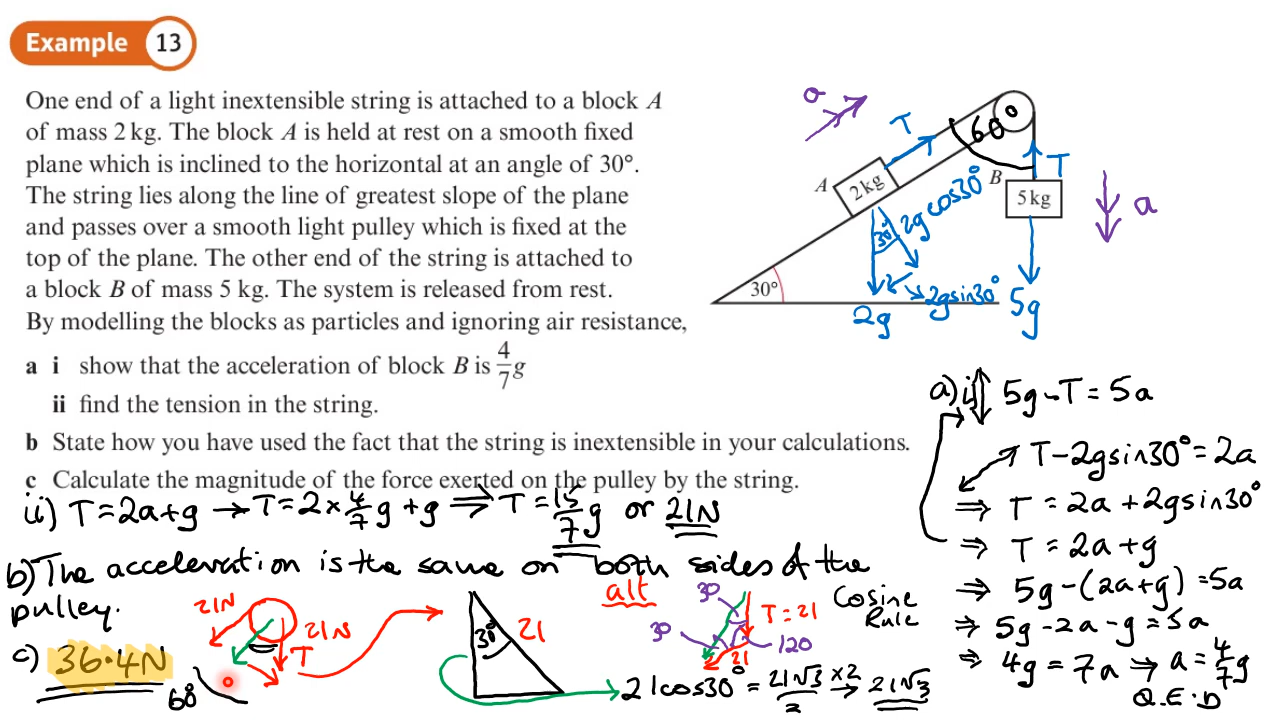 Example 13
One end of a light inextensible string is attached to a block A
of mass 2 kg. The block A is held at rest on a smooth fixed
plane which is inclined to the horizontal at an angle of 30°.
The string lies along the line of greatest slope of the plane
and passes over a smooth light pulley which is fixed at the
top of the plane. The other end of the string is attached to
a block B of mass 5 kg. The system is released from rest.
By modelling the blocks as particles and ignoring air resistance,
a i show that the acceleration of block B is 4/7 g
ii find the tension in the string.
b State how you have used the fact that the string is inextensible in your calculations.
c Calculate the magnitude of the force exerted on the pulley by the string.
a
T
60°
T
A
2 kg
B
5 kg
a
30°
2gcos30°
30°
2g
2gsin30°
5g
a) i) 5g-T = 5a
T-2gsin30° = 2a
⇒ T = 2a + 2gsin30°
⇒ T = 2a + g
⇒ 5g-(2a+g) = 5a
⇒ 5g-2a-g = 5a
⇒ 4g = 7a → a = 4/7 g
Q.E.D
ii) T = 2a+g → T = 2 × 4/7 g + g ⇒ T = 15/7 g or 21N
b) The acceleration is the same on both sides of the
pulley.
c) 36.4N
21N
21N
T
60
30°
21
alt
30
30
T = 21
120
21
Cosine
Rule
21cos30° = 21√3/2 ×2 → 21√3